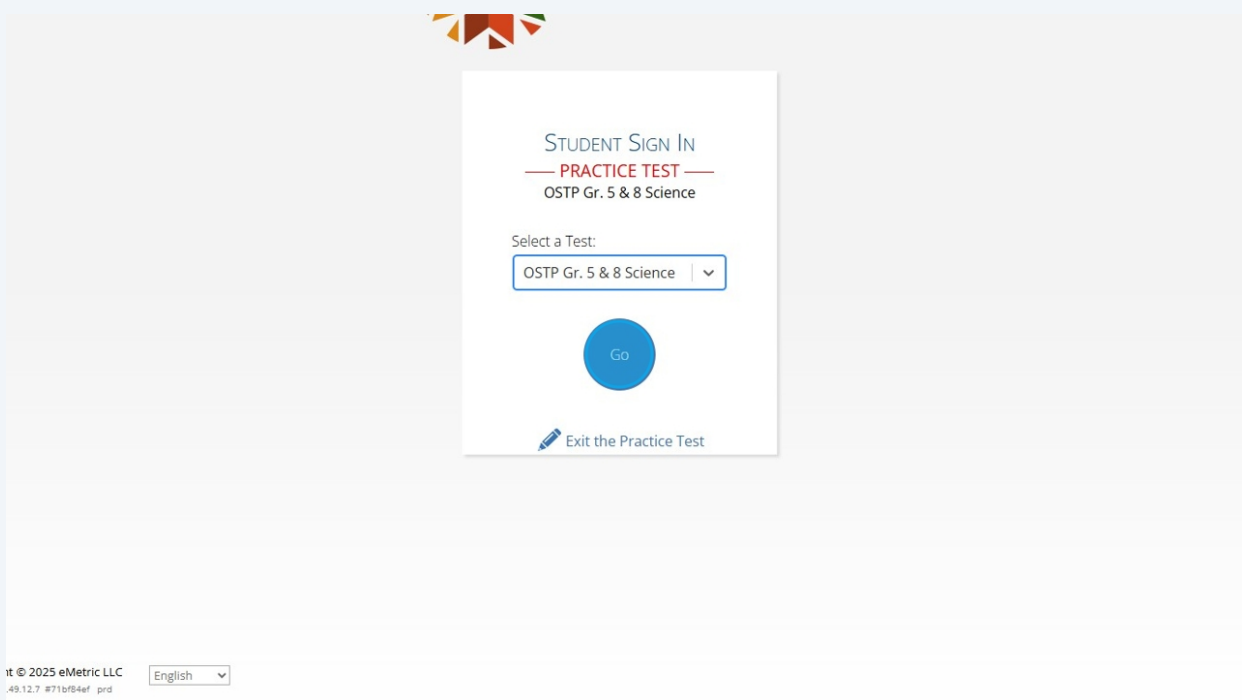 STUDENT SIGN IN
PRACTICE TEST
OSTP Gr. 5 & 8 Science
Select a Test:
OSTP Gr. 5 & 8 Science
Go
Exit the Practice Test
© 2025 eMetric LLC
English
.49.12.7 #71bf84ef prd